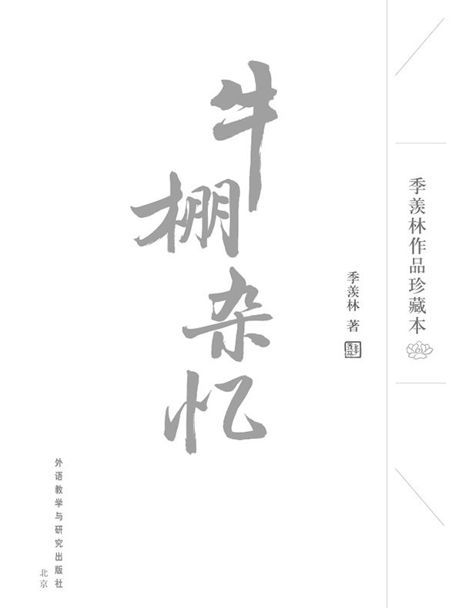 牛棚杂忆
季羡林 著
季羡林作品珍藏本
外语教学与研究出版社
北京